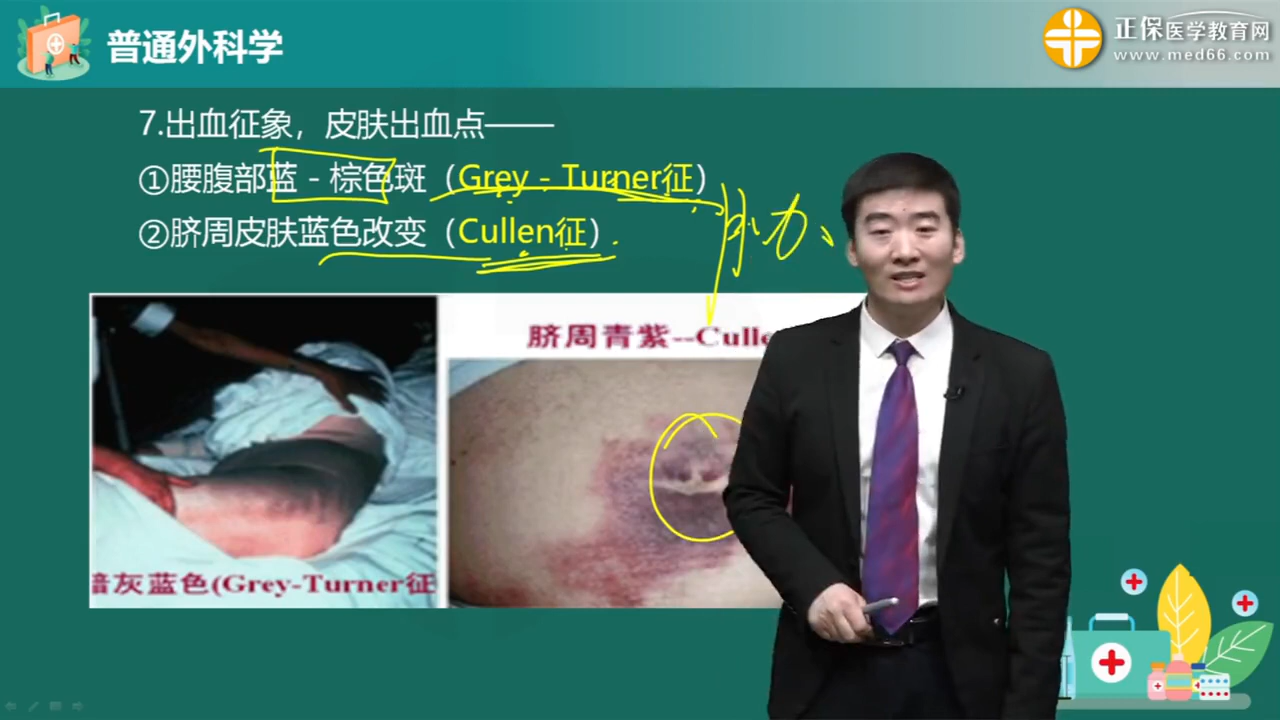 普通外科学
正保医学教育网
www.med66.com
7.出血征象，皮肤出血点——
①腰腹部蓝－棕色斑（Grey－Turner征）
②脐周皮肤蓝色改变（Cullen征）
脐周青紫--Culle
暗灰蓝色(Grey-Turner征